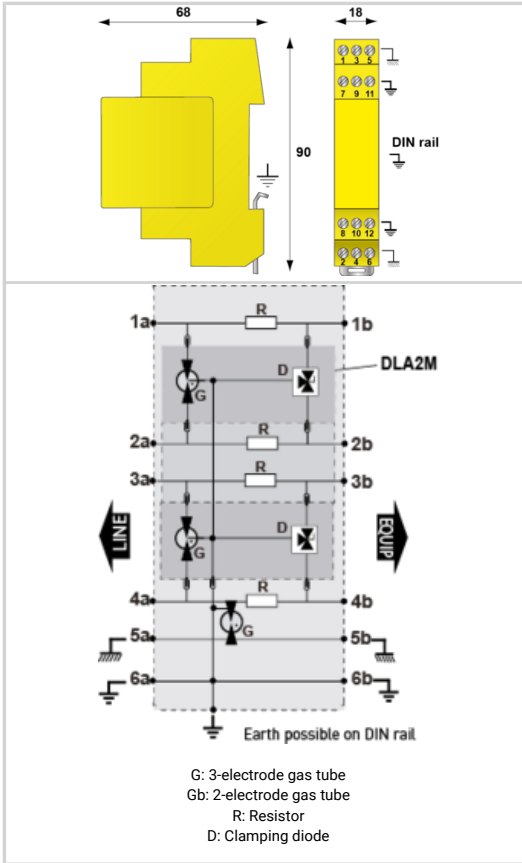 68
18
1 3 5
7 9 11
90
DIN rail
8 10 12
2 4 6
1a R 1b
D DLA2M
G
2a R 2b
3a R 3b
LINE D EQUIP
G
4a R 4b
5a G 5b
6a 6b
Earth possible on DIN rail
G: 3-electrode gas tube
Gb: 2-electrode gas tube
R: Resistor
D: Clamping diode